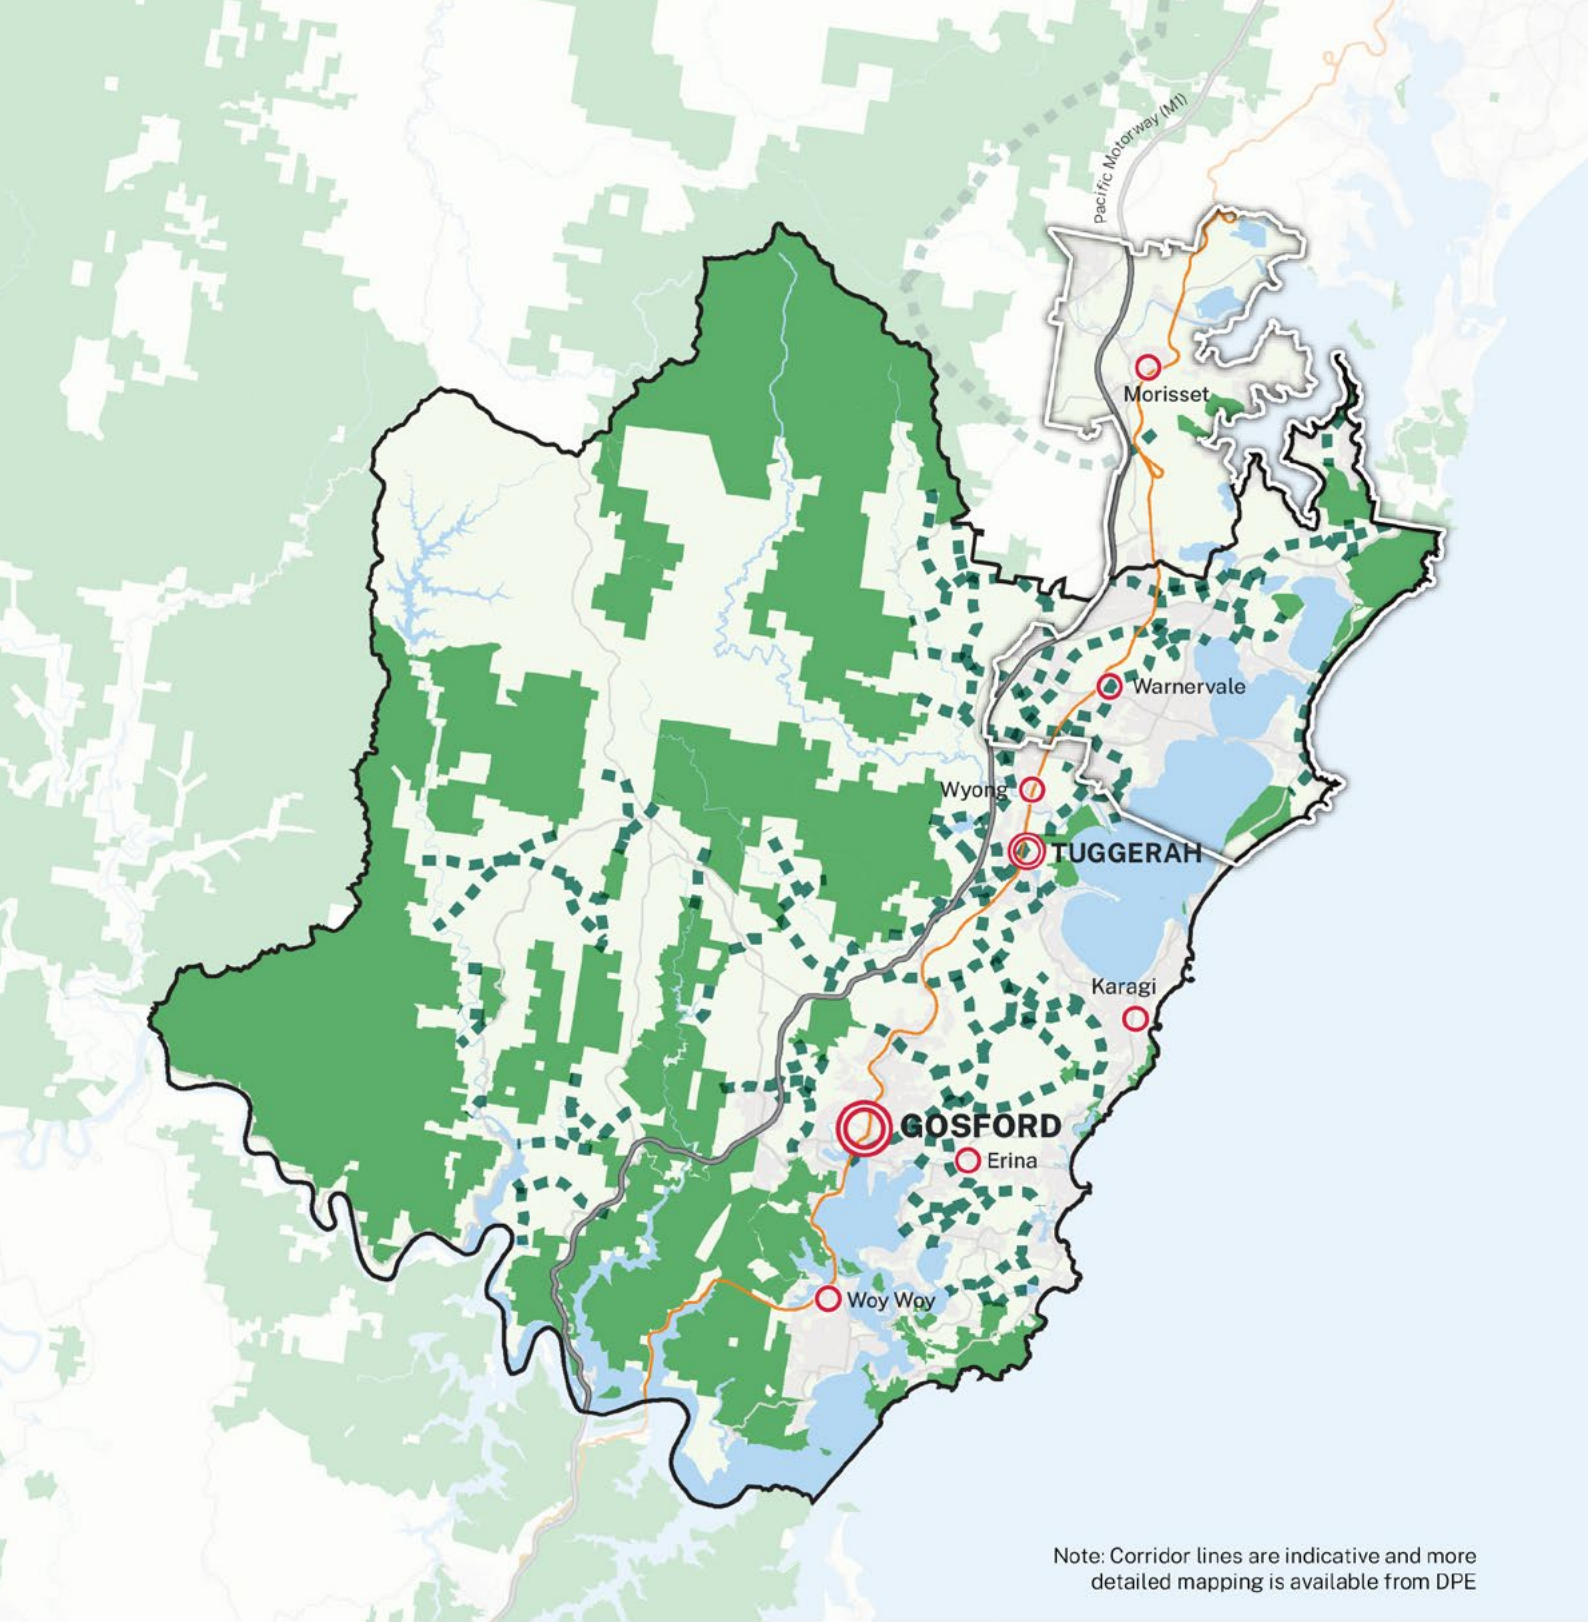 Pacific Motorway (M1)
Morisset
Warnervale
Wyong
TUGGERAH
Karagi
GOSFORD
Erina
Woy Woy
Note: Corridor lines are indicative and more
detailed mapping is available from DPE